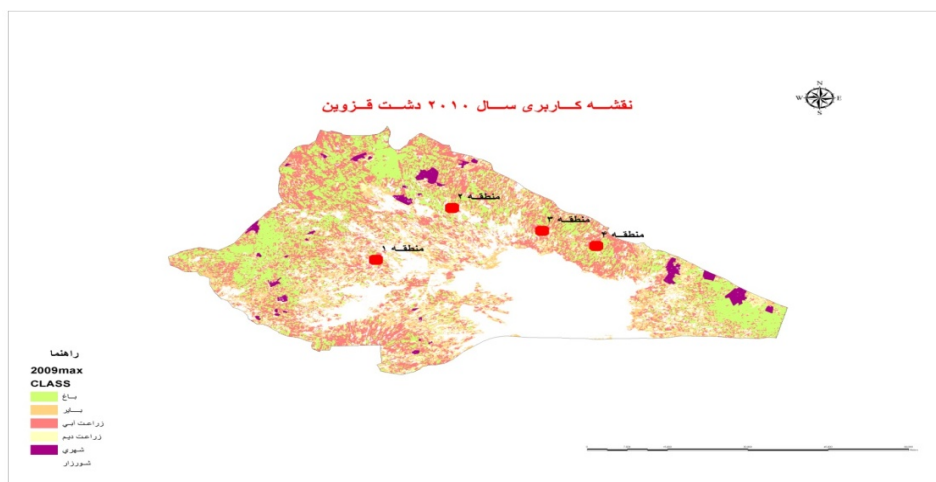 N
W E
S
نقشه کاربری سال ۲۰۱۰ دشت قزوین
منطقه ۲
منطقه ۳
منطقه ۴
منطقه ۱
راهنما
2009max
CLASS
باغ
بایر
زراعت آبی
زراعت دیم
شهری
شورزار